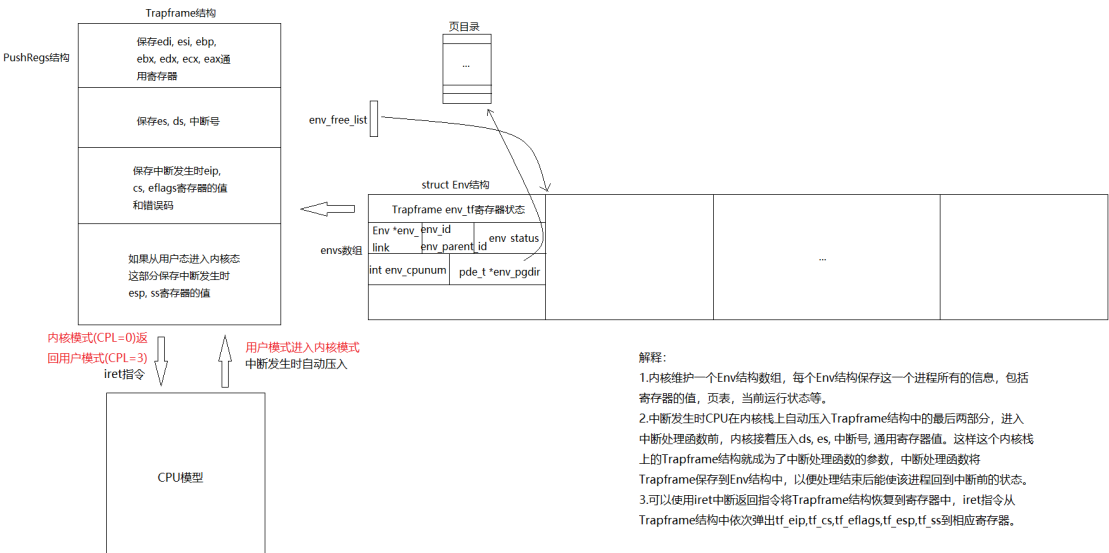 Trapframe结构
PushRegs结构
保存edi, esi, ebp,
ebx, edx, ecx, eax通
用寄存器
保存es, ds, 中断号
保存中断发生时eip,
cs, eflags寄存器的值
和错误码
如果从用户态进入内核态
这部分保存中断发生时
esp, ss寄存器的值
内核模式(CPL=0)返
回用户模式(CPL=3)
iret指令
用户模式进入内核模式
中断发生时自动压入
CPU模型
页目录
...
env_free_list
struct Env结构
envs数组
Trapframe env_tf寄存器状态
Env *env_
link
env_id
env_parent_id
env status
int env_cpunum
pde_t *env_pgdir
...
解释：
1.内核维护一个Env结构数组，每个Env结构保存这一个进程所有的信息，包括
寄存器的值，页表，当前运行状态等。
2.中断发生时CPU在内核栈上自动压入Trapframe结构中的最后两部分，进入
中断处理函数前，内核接着压入ds, es, 中断号, 通用寄存器值。这样这个内核栈
上的Trapframe结构就成为了中断处理函数的参数，中断处理函数将
Trapframe保存到Env结构中，以便处理结束后能使该进程回到中断前的状态。
3.可以使用iret中断返回指令将Trapframe结构恢复到寄存器中，iret指令从
Trapframe结构中依次弹出tf_eip,tf_cs,tf_eflags,tf_esp,tf_ss到相应寄存器。